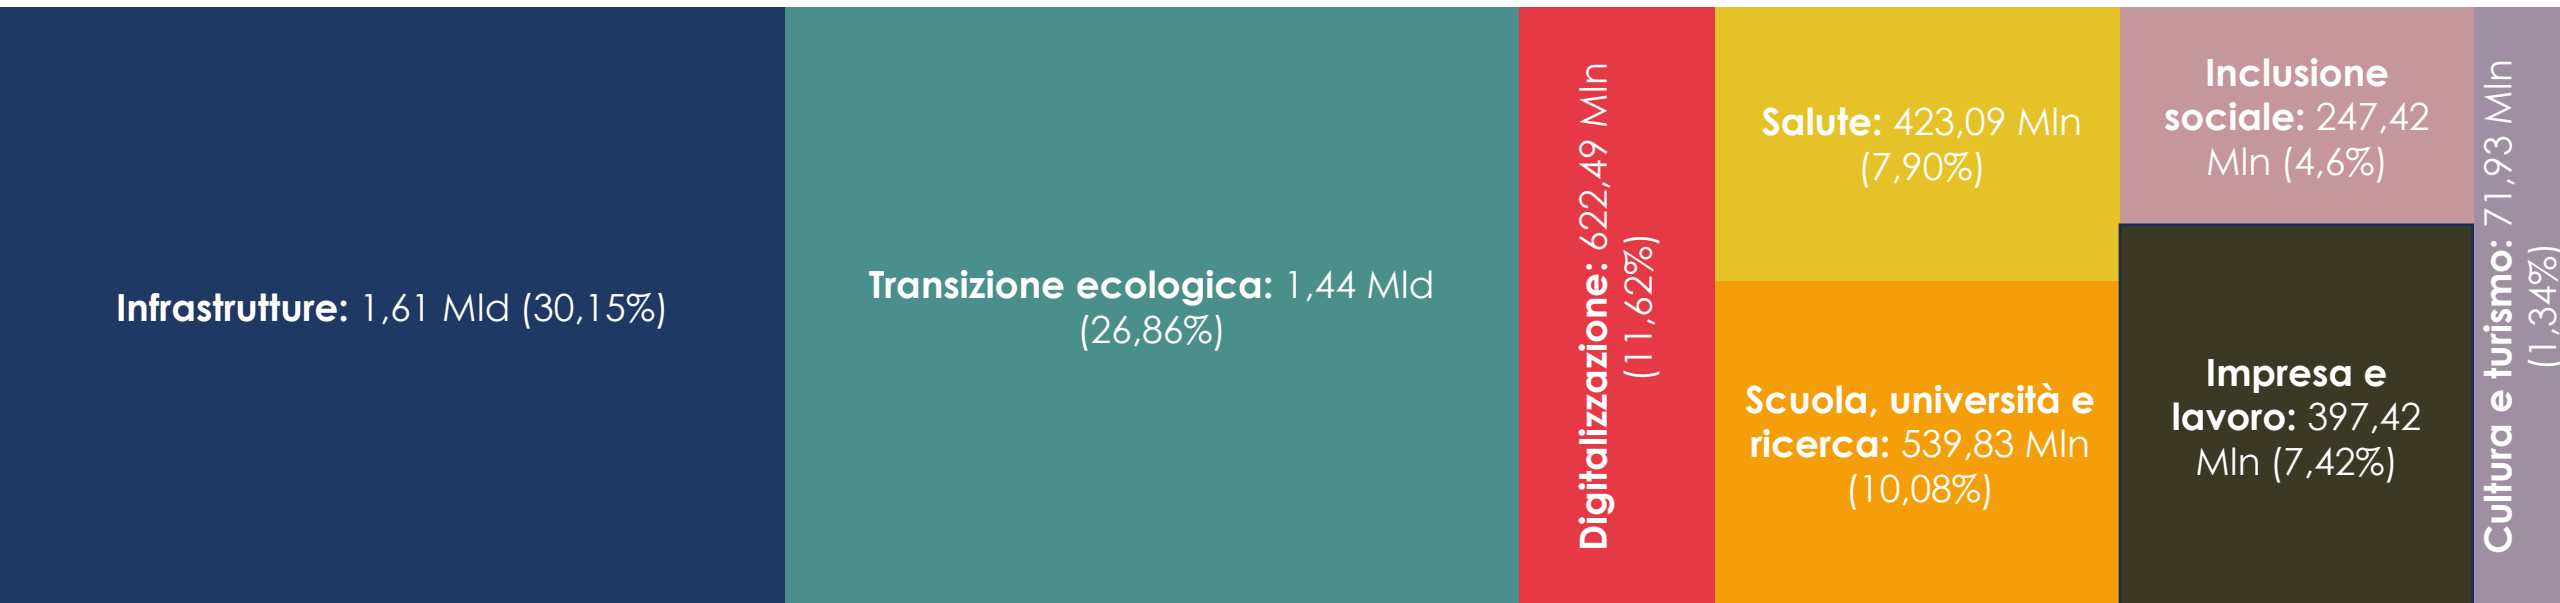 Infrastrutture: 1,61 Mld (30,15%)
Transizione ecologica: 1,44 Mld
(26,86%)
Digitalizzazione: 622,49 Mln
(11,62%)
Salute: 423,09 Mln
(7,90%)
Scuola, università e
ricerca: 539,83 Mln
(10,08%)
Inclusione
sociale: 247,42
Mln (4,6%)
Impresa e
lavoro: 397,42
Mln (7,42%)
Cultura e turismo: 71,93 Mln
(1,34%)